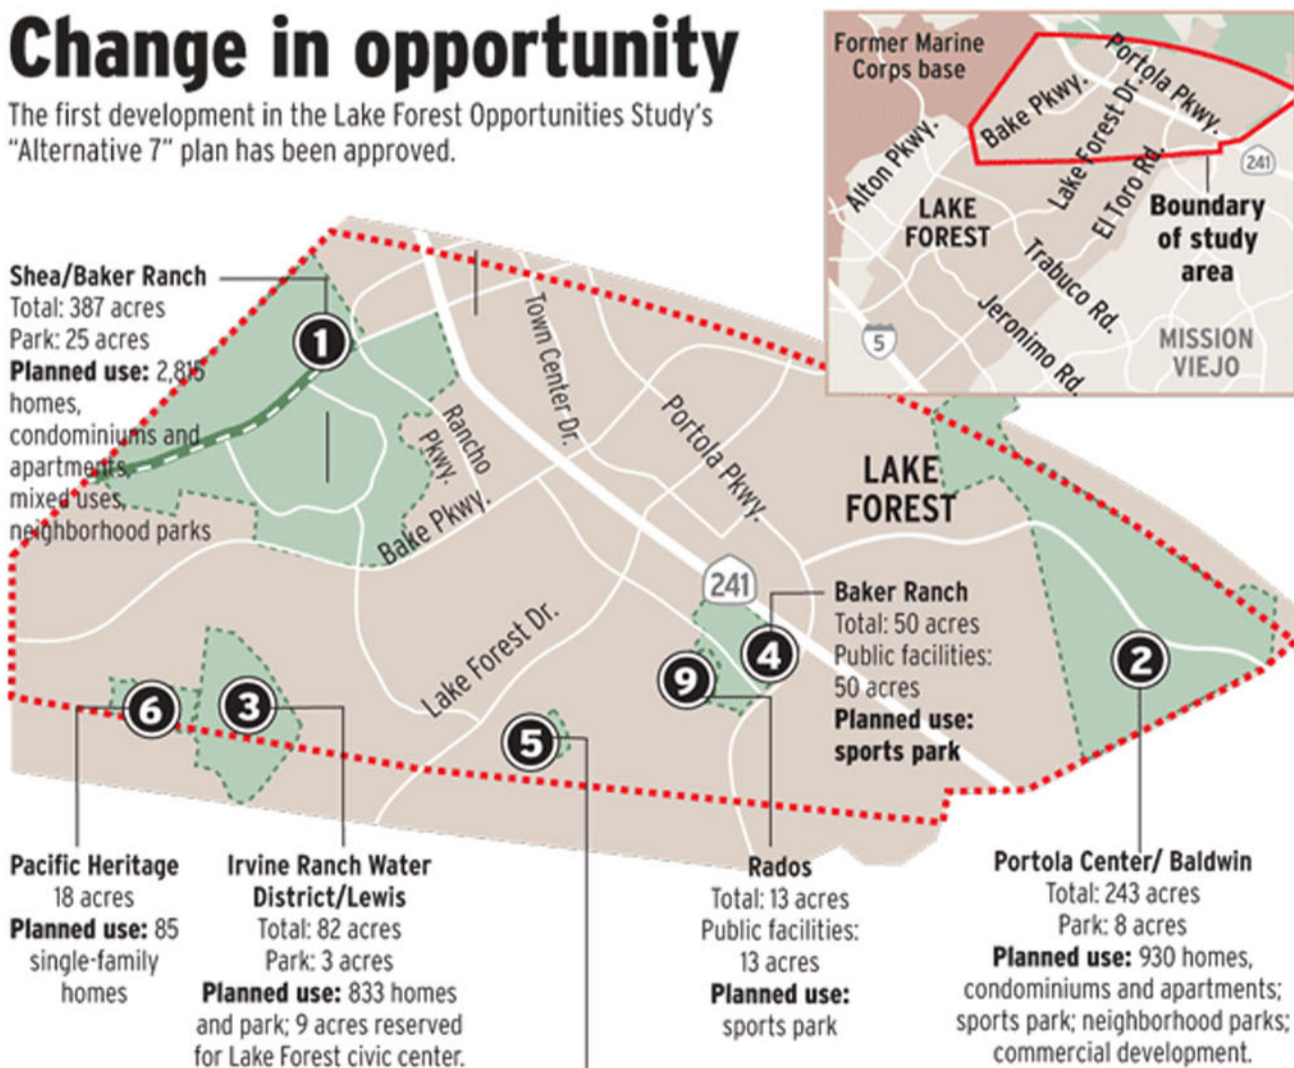 Change in opportunity
The first development in the Lake Forest Opportunities Study's
"Alternative 7" plan has been approved.
Former Marine
Corps base
Portola Pkwy.
Bake Pkwy.
Lake Forest Dr.
Alton Pkwy.
El Toro Rd.
241
LAKE
FOREST
Boundary
of study
area
Trabuco Rd.
Jeronimo Rd.
5
MISSION
VIEJO
Shea/Baker Ranch
Total: 387 acres
Park: 25 acres
Planned use: 2,815
homes,
condominiums and
apartments,
mixed uses,
neighborhood parks
1
Town Center Dr.
Rancho
Pkwy.
Portola Pkwy.
Bake Pkwy.
LAKE
FOREST
241
Lake Forest Dr.
Baker Ranch
Total: 50 acres
Public facilities:
50 acres
Planned use:
sports park
4
9
2
6
3
5
Pacific Heritage
18 acres
Planned use: 85
single-family
homes
Irvine Ranch Water
District/Lewis
Total: 82 acres
Park: 3 acres
Planned use: 833 homes
and park; 9 acres reserved
for Lake Forest civic center.
Rados
Total: 13 acres
Public facilities:
13 acres
Planned use:
sports park
Portola Center/ Baldwin
Total: 243 acres
Park: 8 acres
Planned use: 930 homes,
condominiums and apartments;
sports park; neighborhood parks;
commercial development.